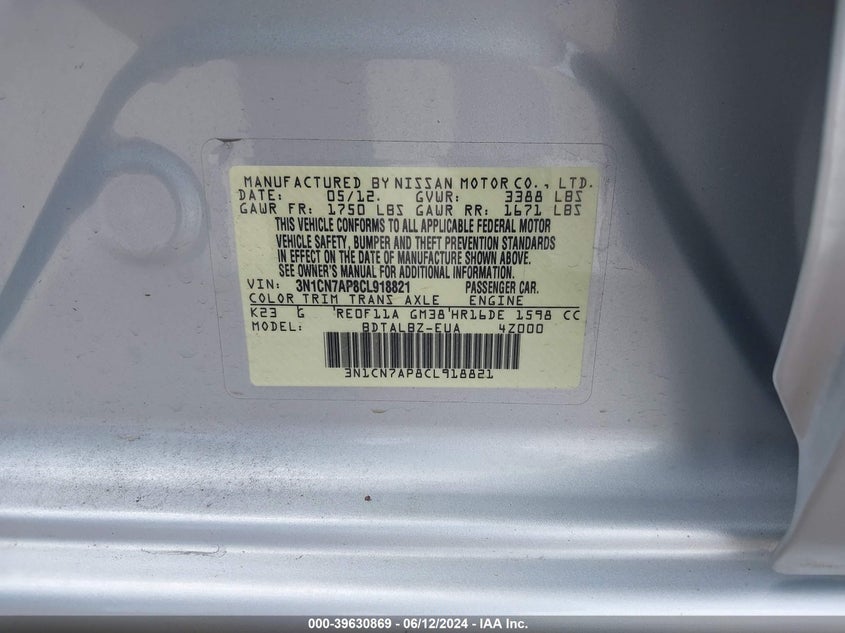 MANUFACTURED BY NISSAN MOTOR CO., LTD.
DATE: 05/12. GVWR: 3388 LBS
GAWR FR: 1750 LBS GAWR RR: 1671 LBS
THIS VEHICLE CONFORMS TO ALL APPLICABLE FEDERAL MOTOR
VEHICLE SAFETY, BUMPER AND THEFT PREVENTION STANDARDS
IN EFFECT ON THE DATE OF MANUFACTURE SHOWN ABOVE.
SEE OWNER'S MANUAL FOR ADDITIONAL INFORMATION.
VIN: 3N1CN7AP8CL918821 PASSENGER CAR.
COLOR TRIM TRANS AXLE ENGINE
K23 G RE0F11A GM38 HR16DE 1598 CC
MODEL: BDTALBZ-EUA 4Z000
3N1CN7AP8CL918821
000-39630869 - 06/12/2024 - IAA Inc.